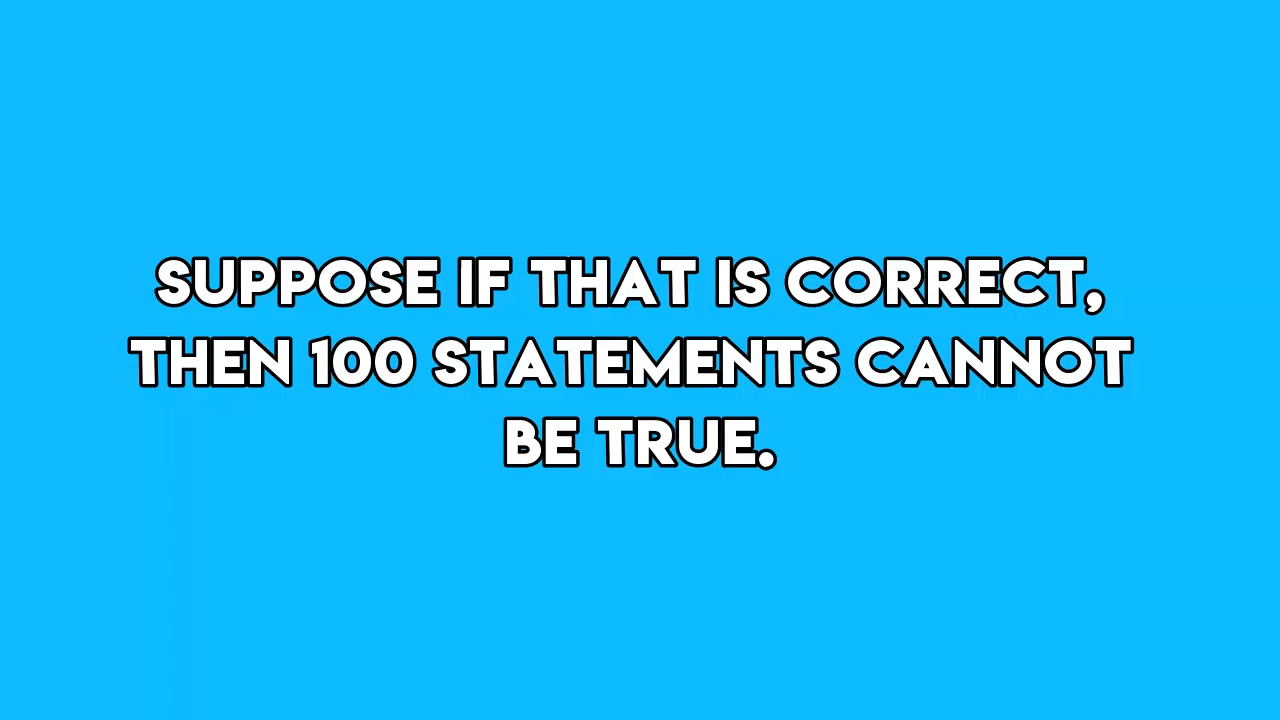 SUPPOSE IF THAT IS CORRECT,
THEN 100 STATEMENTS CANNOT
BE TRUE.